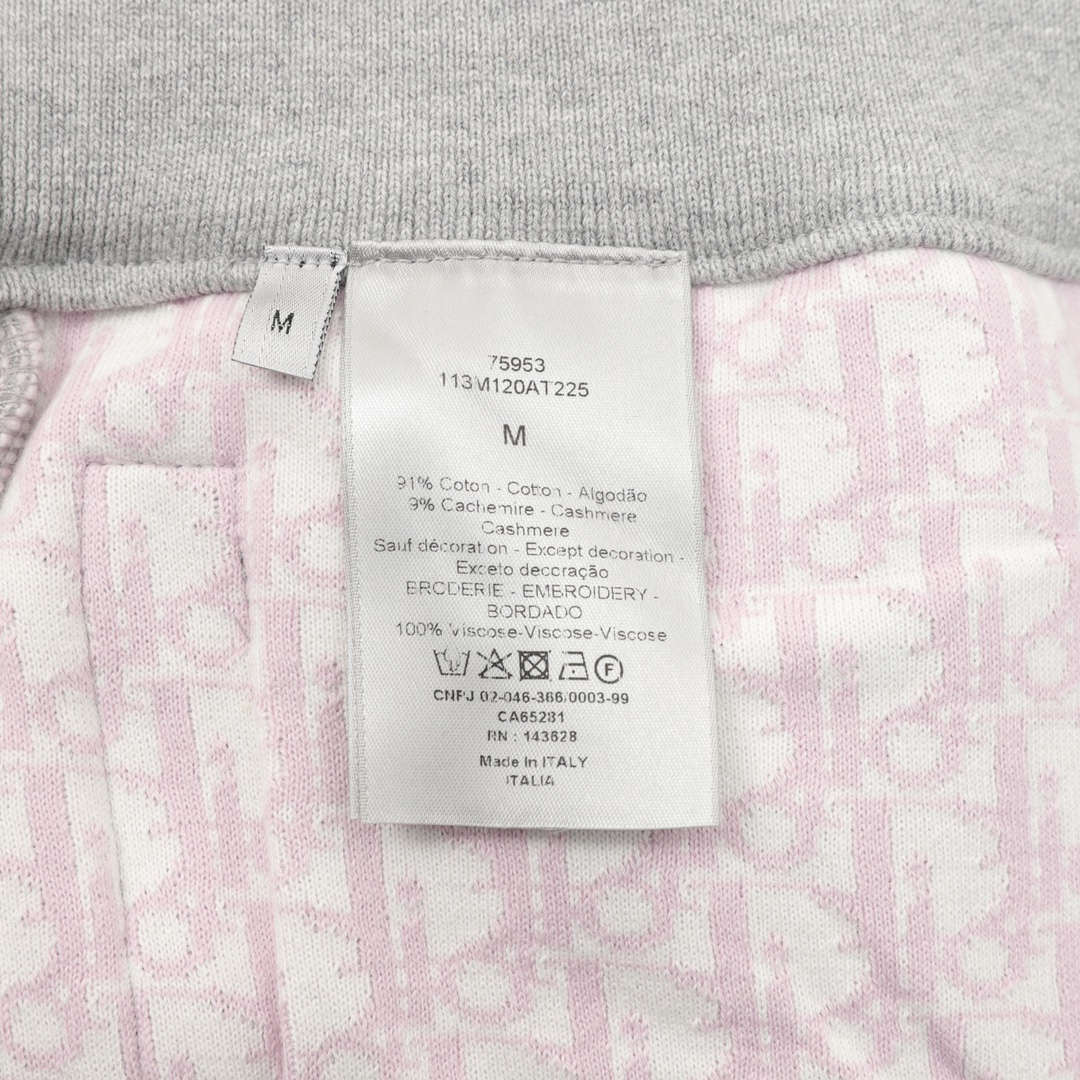 M
75953
113M120AT225
M
91% Coton - Cotton - Algodão
9% Cachemire - Cashmere
Cashmere
Sauf décoration - Except decoration -
Exceto decoração
BRODERIE - EMBROIDERY -
BORDADO
100% Viscose-Viscose-Viscose
F
CNPJ 02-046-366/0003-99
CA65281
RN : 143628
Made In ITALY
ITALIA